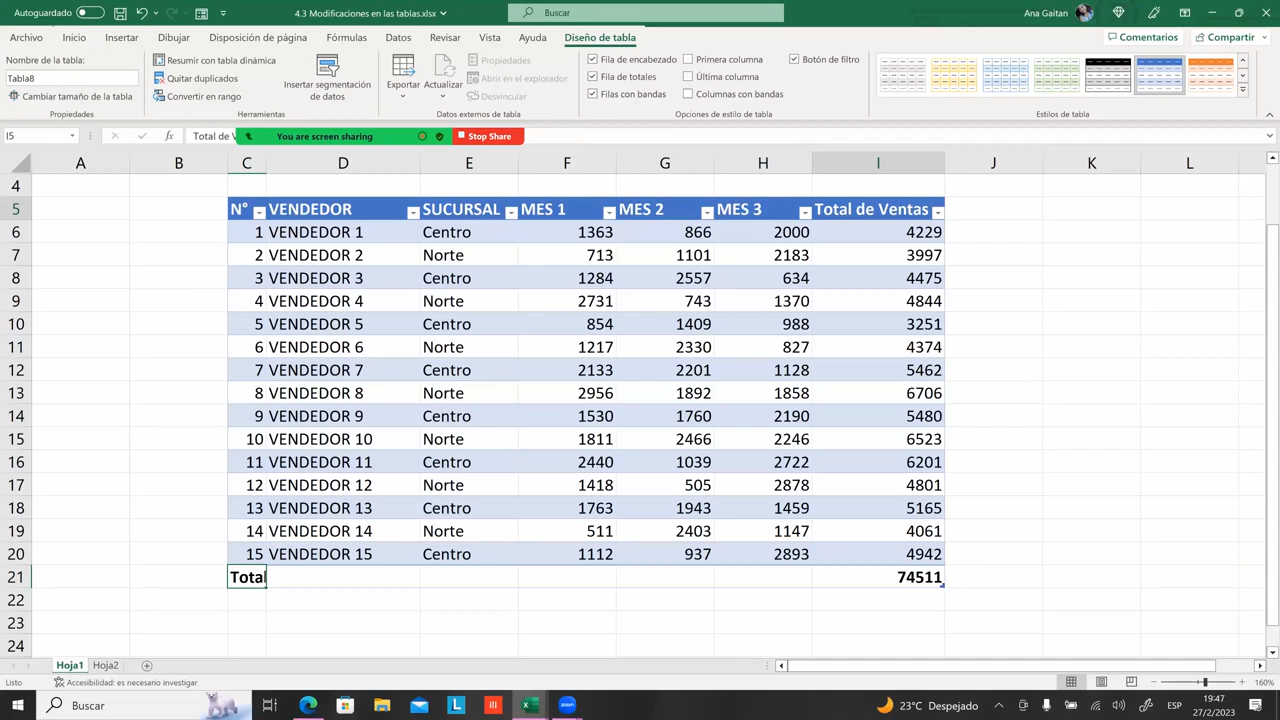 Autoguardado
4.3 Modificaciones en las tablas.xlsx
Buscar
Ana Gaitan
Archivo Inicio Insertar Dibujar Disposición de página Fórmulas Datos Revisar Vista Ayuda Diseño de tabla
Comentarios Compartir
Nombre de la tabla:
Tabla8
Cambiar tamaño de la tabla
Propiedades
Resumir con tabla dinámica
Quitar duplicados
Convertir en rango
Insertar segmentación
de datos
Herramientas
Exportar Actualizar
Propiedades
Abrir en el explorador
Desvincular
Datos externos de tabla
Fila de encabezado Primera columna Botón de filtro
Fila de totales Última columna
Filas con bandas Columnas con bandas
Opciones de estilo de tabla
Estilos de tabla
I5 fx Total de V
You are screen sharing Stop Share
A B C D E F G H I J K L
4
5 N° VENDEDOR SUCURSAL MES 1 MES 2 MES 3 Total de Ventas
6 1 VENDEDOR 1 Centro 1363 866 2000 4229
7 2 VENDEDOR 2 Norte 713 1101 2183 3997
8 3 VENDEDOR 3 Centro 1284 2557 634 4475
9 4 VENDEDOR 4 Norte 2731 743 1370 4844
10 5 VENDEDOR 5 Centro 854 1409 988 3251
11 6 VENDEDOR 6 Norte 1217 2330 827 4374
12 7 VENDEDOR 7 Centro 2133 2201 1128 5462
13 8 VENDEDOR 8 Norte 2956 1892 1858 6706
14 9 VENDEDOR 9 Centro 1530 1760 2190 5480
15 10 VENDEDOR 10 Norte 1811 2466 2246 6523
16 11 VENDEDOR 11 Centro 2440 1039 2722 6201
17 12 VENDEDOR 12 Norte 1418 505 2878 4801
18 13 VENDEDOR 13 Centro 1763 1943 1459 5165
19 14 VENDEDOR 14 Norte 511 2403 1147 4061
20 15 VENDEDOR 15 Centro 1112 937 2893 4942
21 Total 74511
22
23
24
Hoja1 Hoja2
Listo Accesibilidad: es necesario investigar 160%
Buscar
23°C Despejado ESP 19:47
27/2/2023